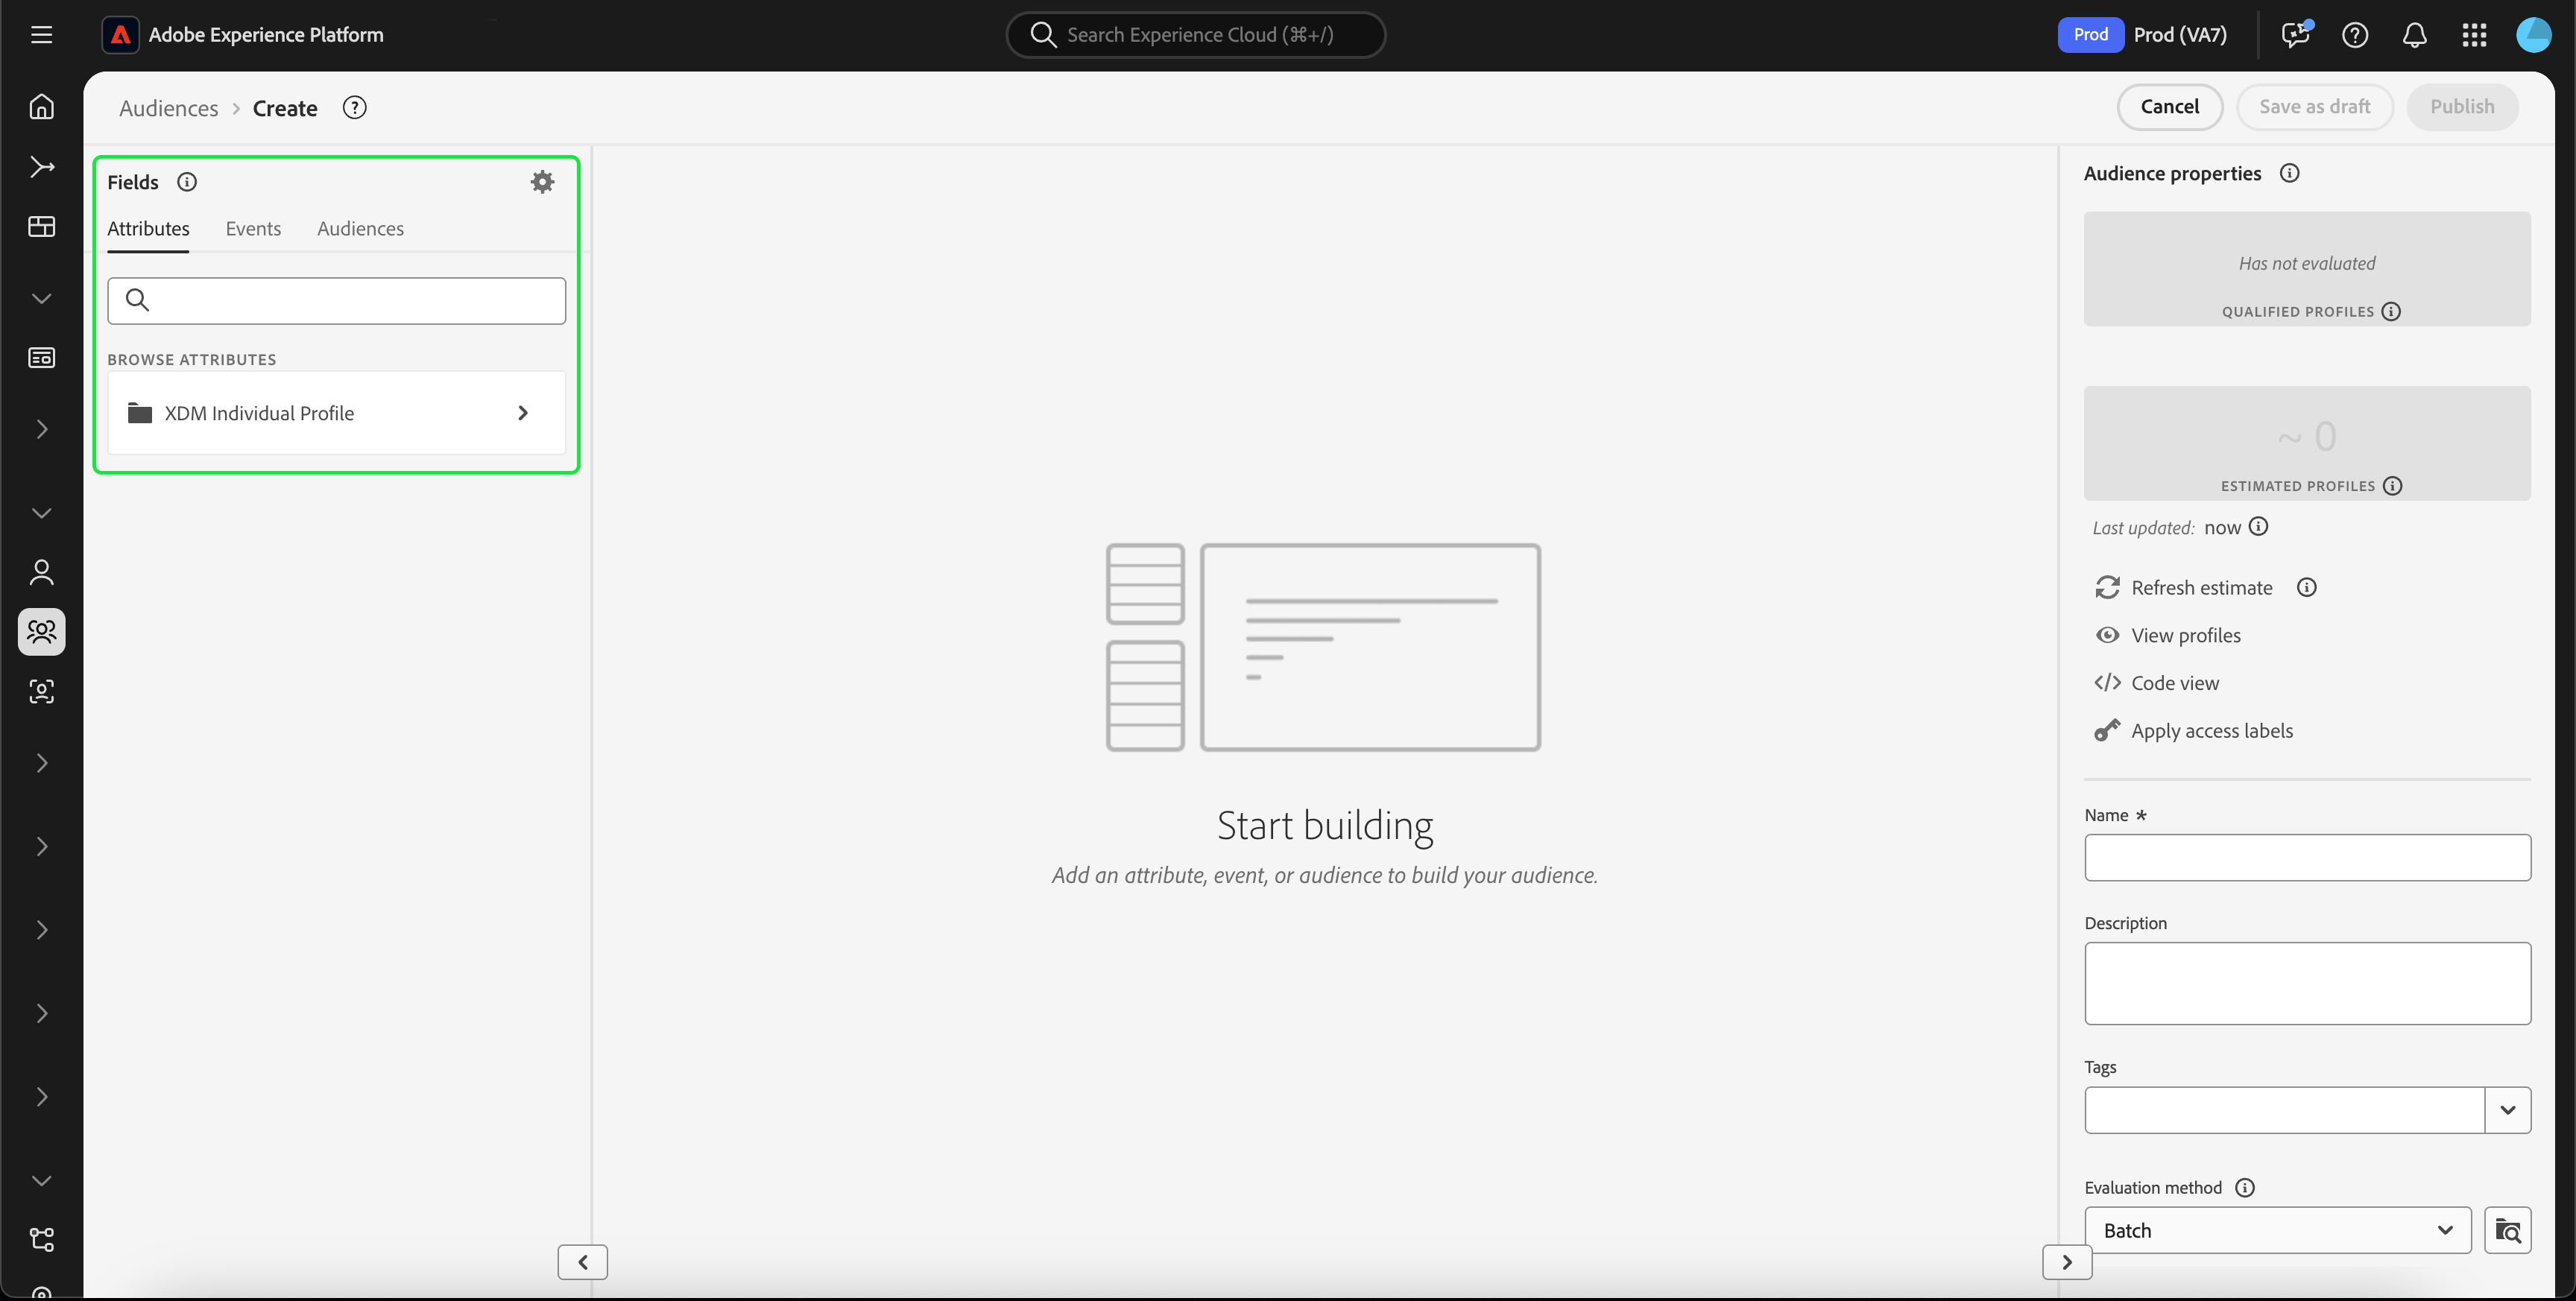 Adobe Experience Platform
Search Experience Cloud (⌘+/)
Prod
Prod (VA7)
Audiences > Create
Cancel
Save as draft
Publish
Fields
Attributes
Events
Audiences
BROWSE ATTRIBUTES
XDM Individual Profile
Start building
Add an attribute, event, or audience to build your audience.
Audience properties
Has not evaluated
QUALIFIED PROFILES
~ 0
ESTIMATED PROFILES
Last updated: now
Refresh estimate
View profiles
Code view
Apply access labels
Name *
Description
Tags
Evaluation method
Batch